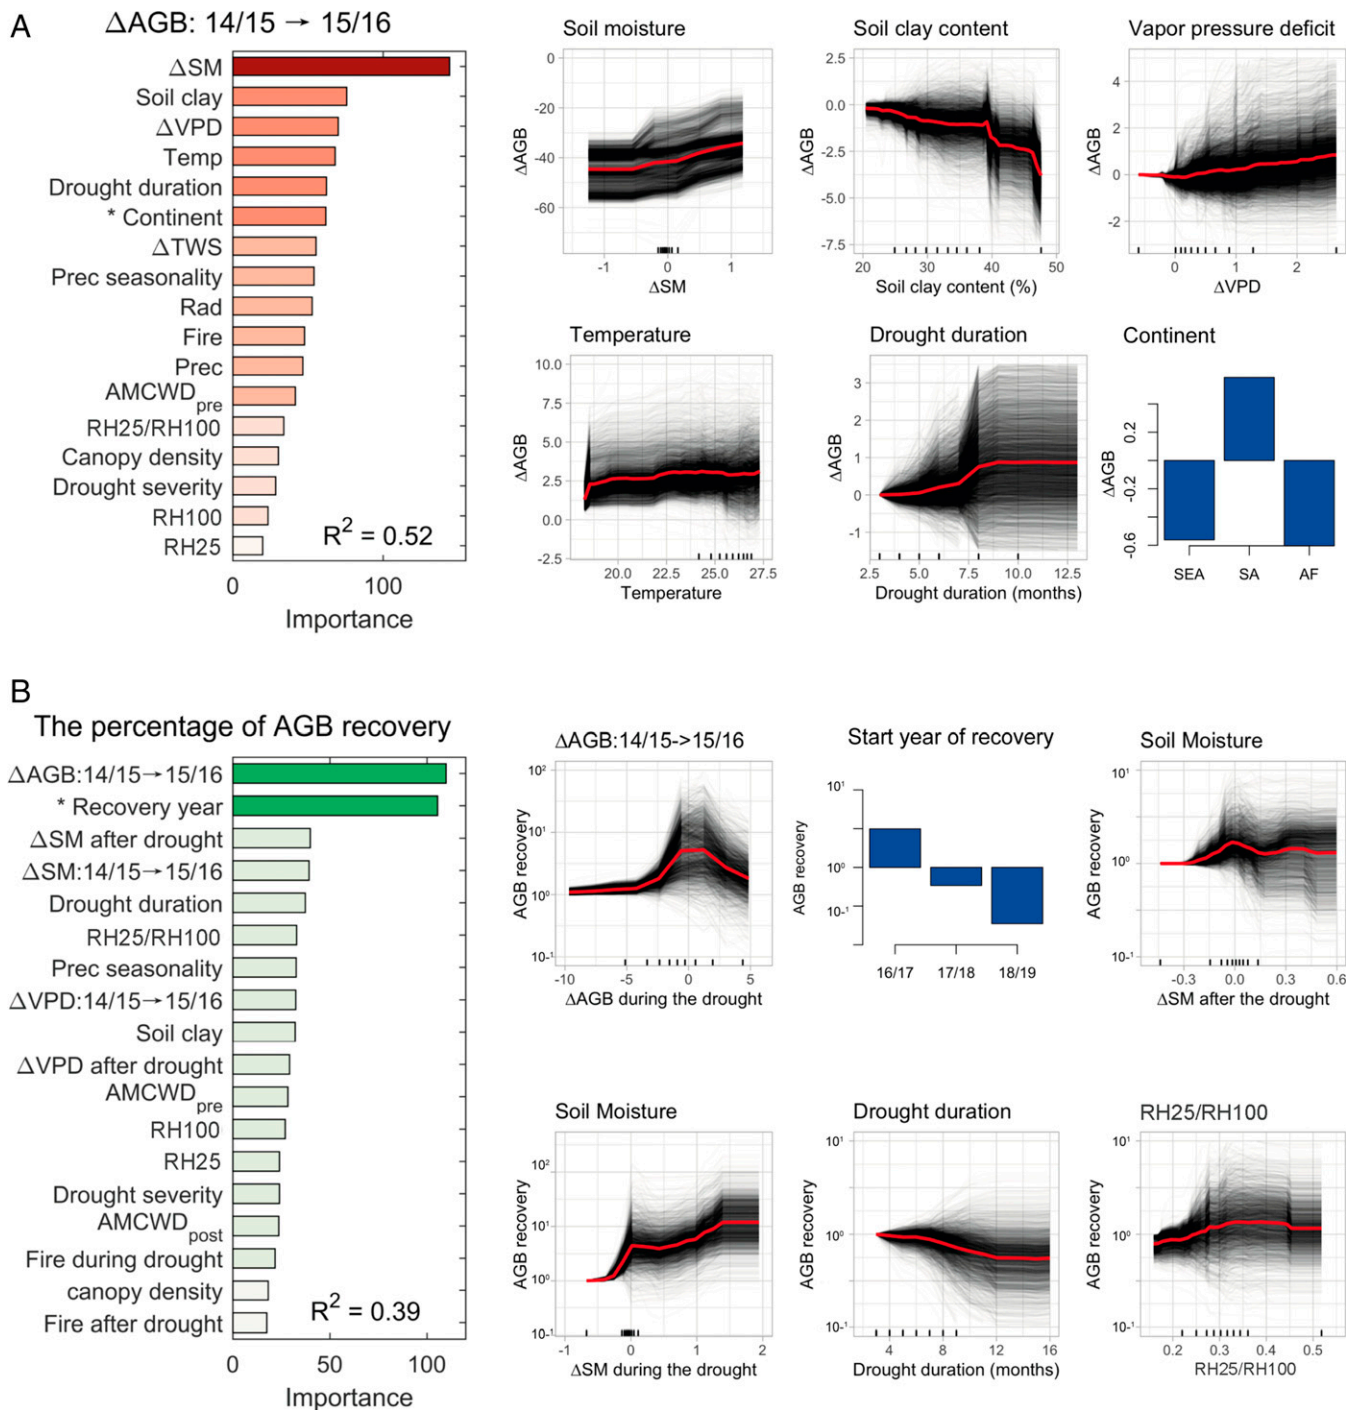 A
ΔAGB: 14/15 → 15/16
ΔSM
Soil clay
ΔVPD
Temp
Drought duration
* Continent
ΔTWS
Prec seasonality
Rad
Fire
Prec
AMCWDpre
RH25/RH100
Canopy density
Drought severity
RH100
RH25
R2 = 0.52
0 100
Importance
Soil moisture
ΔAGB
0
-20
-40
-60
-1 0 1
ΔSM
Soil clay content
ΔAGB
0.0
-2.5
-5.0
-7.5
20 30 40 50
Soil clay content (%)
Vapor pressure deficit
ΔAGB
4
2
0
-2
0 1 2
ΔVPD
Temperature
ΔAGB
10.0
7.5
5.0
2.5
0.0
-2.5
20.0 22.5 25.0 27.5
Temperature
Drought duration
ΔAGB
3
2
1
0
-1
2.5 5.0 7.5 10.0 12.5
Drought duration (months)
Continent
ΔAGB
0.2
-0.2
-0.6
SEA SA AF
B
The percentage of AGB recovery
ΔAGB:14/15→15/16
* Recovery year
ΔSM after drought
ΔSM:14/15→15/16
Drought duration
RH25/RH100
Prec seasonality
ΔVPD:14/15→15/16
Soil clay
ΔVPD after drought
AMCWDpre
RH100
RH25
Drought severity
AMCWDpost
Fire during drought
canopy density
Fire after drought
R2 = 0.39
0 50 100
Importance
ΔAGB:14/15->15/16
AGB recovery
102
101
100
10-1
-10 -5 0 5
ΔAGB during the drought
Start year of recovery
AGB recovery
101
100
10-1
16/17 17/18 18/19
Soil Moisture
AGB recovery
101
100
10-1
-0.3 0.0 0.3 0.6
ΔSM after the drought
Soil Moisture
AGB recovery
102
101
100
10-1
-1 0 1 2
ΔSM during the drought
Drought duration
AGB recovery
101
100
10-1
4 8 12 16
Drought duration (months)
RH25/RH100
AGB recovery
101
100
10-1
0.2 0.3 0.4 0.5
RH25/RH100